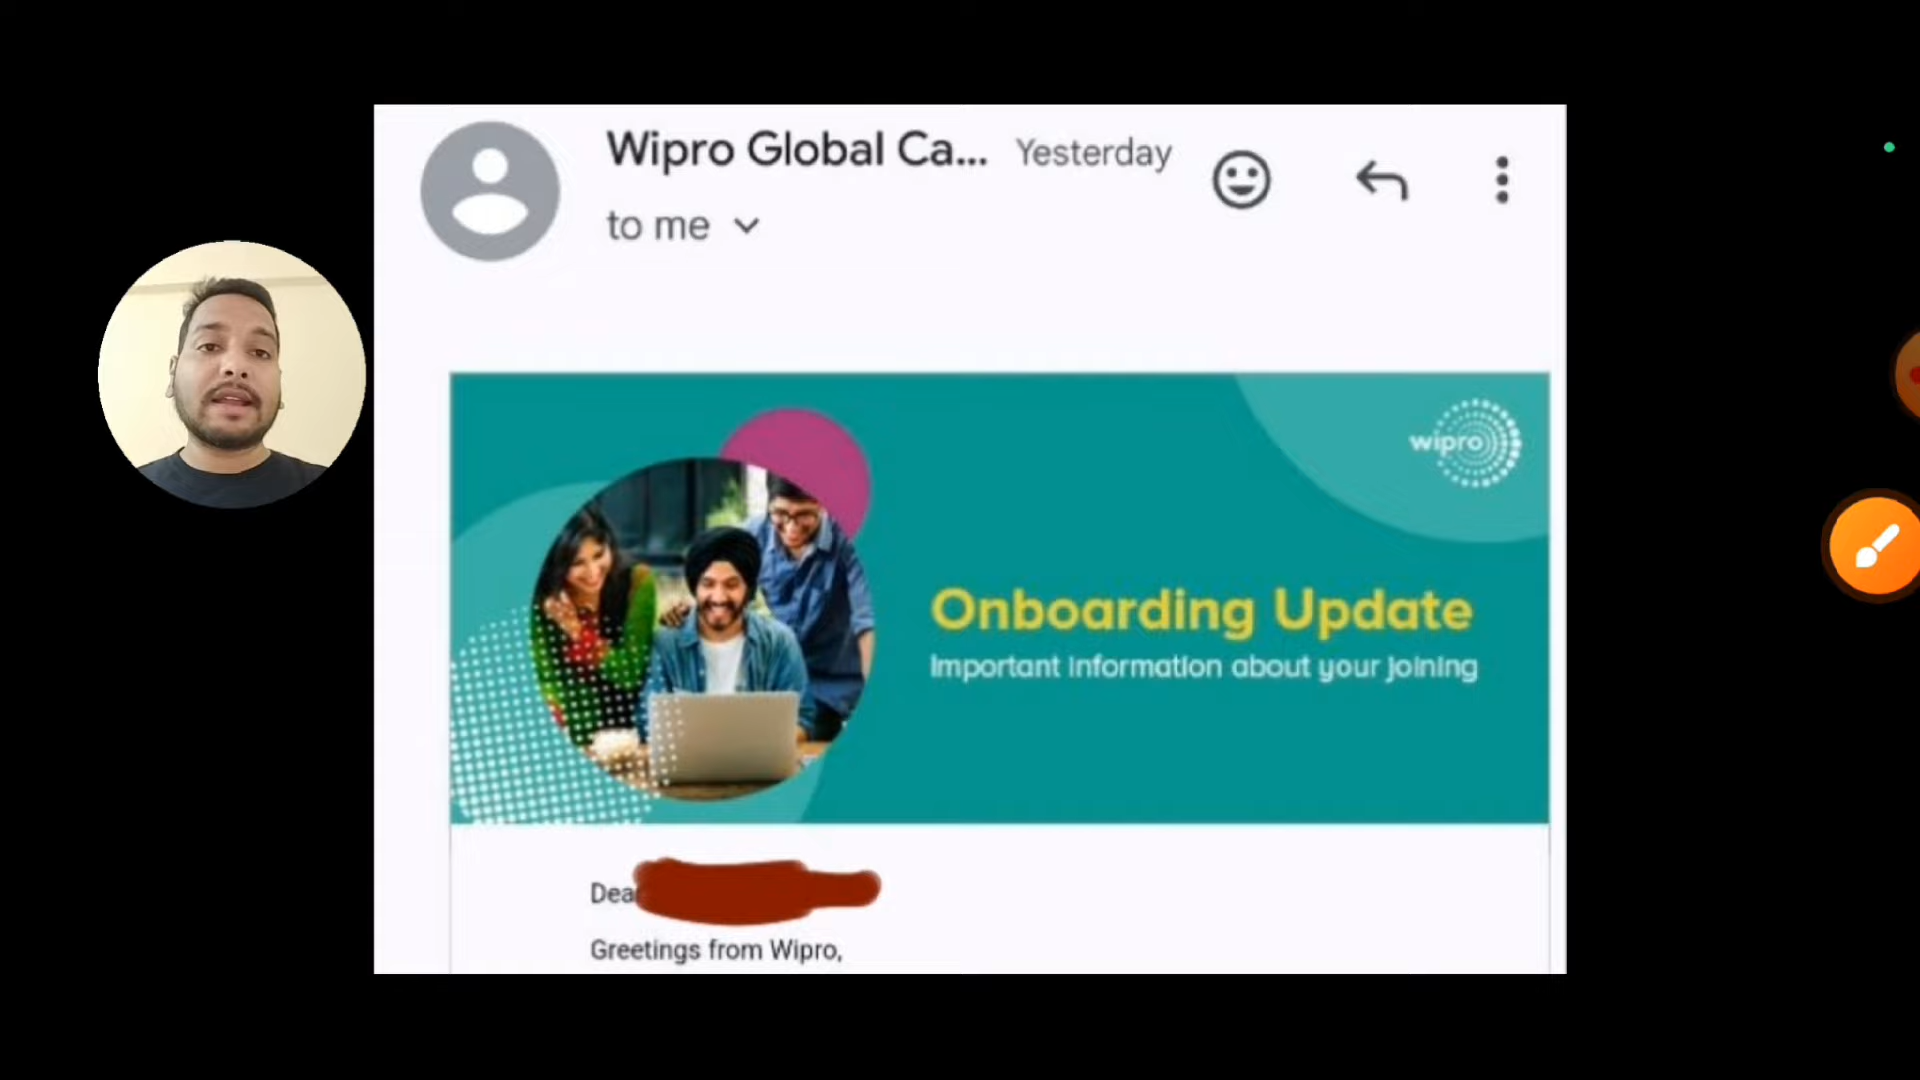 Wipro Global Ca... Yesterday
to me
wipro
Onboarding Update
Important information about your joining
Dea
Greetings from Wipro,